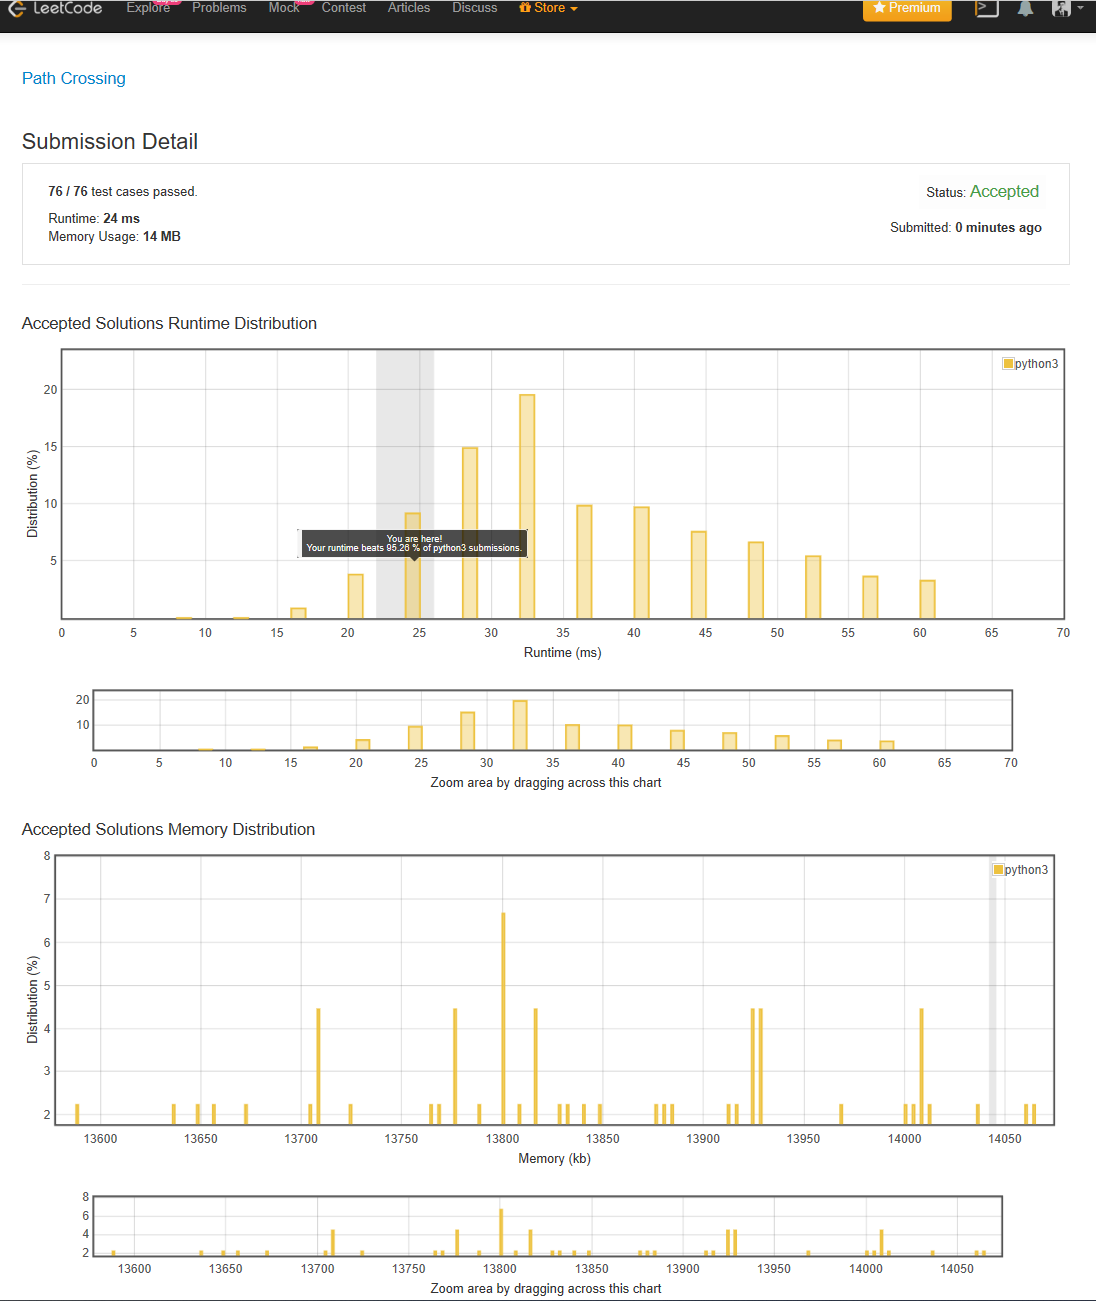 LeetCode Explore Problems Mock Contest Articles Discuss Store Premium
Path Crossing
Submission Detail
76 / 76 test cases passed.
Status: Accepted
Runtime: 24 ms
Submitted: 0 minutes ago
Memory Usage: 14 MB
Accepted Solutions Runtime Distribution
python3
20
15
10
5
Distribution (%)
You are here!
Your runtime beats 95.26 % of python3 submissions.
0 5 10 15 20 25 30 35 40 45 50 55 60 65 70
Runtime (ms)
20
10
0 5 10 15 20 25 30 35 40 45 50 55 60 65 70
Zoom area by dragging across this chart
Accepted Solutions Memory Distribution
python3
8
7
6
5
4
3
2
Distribution (%)
13600 13650 13700 13750 13800 13850 13900 13950 14000 14050
Memory (kb)
8
6
4
2
13600 13650 13700 13750 13800 13850 13900 13950 14000 14050
Zoom area by dragging across this chart